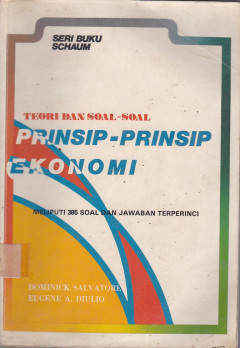 SERI BUKU
SCHAUM
TEORI DAN SOAL-SOAL
PRINSIP-PRINSIP
EKONOMI
MELIPUTI 386 SOAL DAN JAWABAN TERPERINCI
DOMINICK SALVATORE
EUGENE A. DIULIO